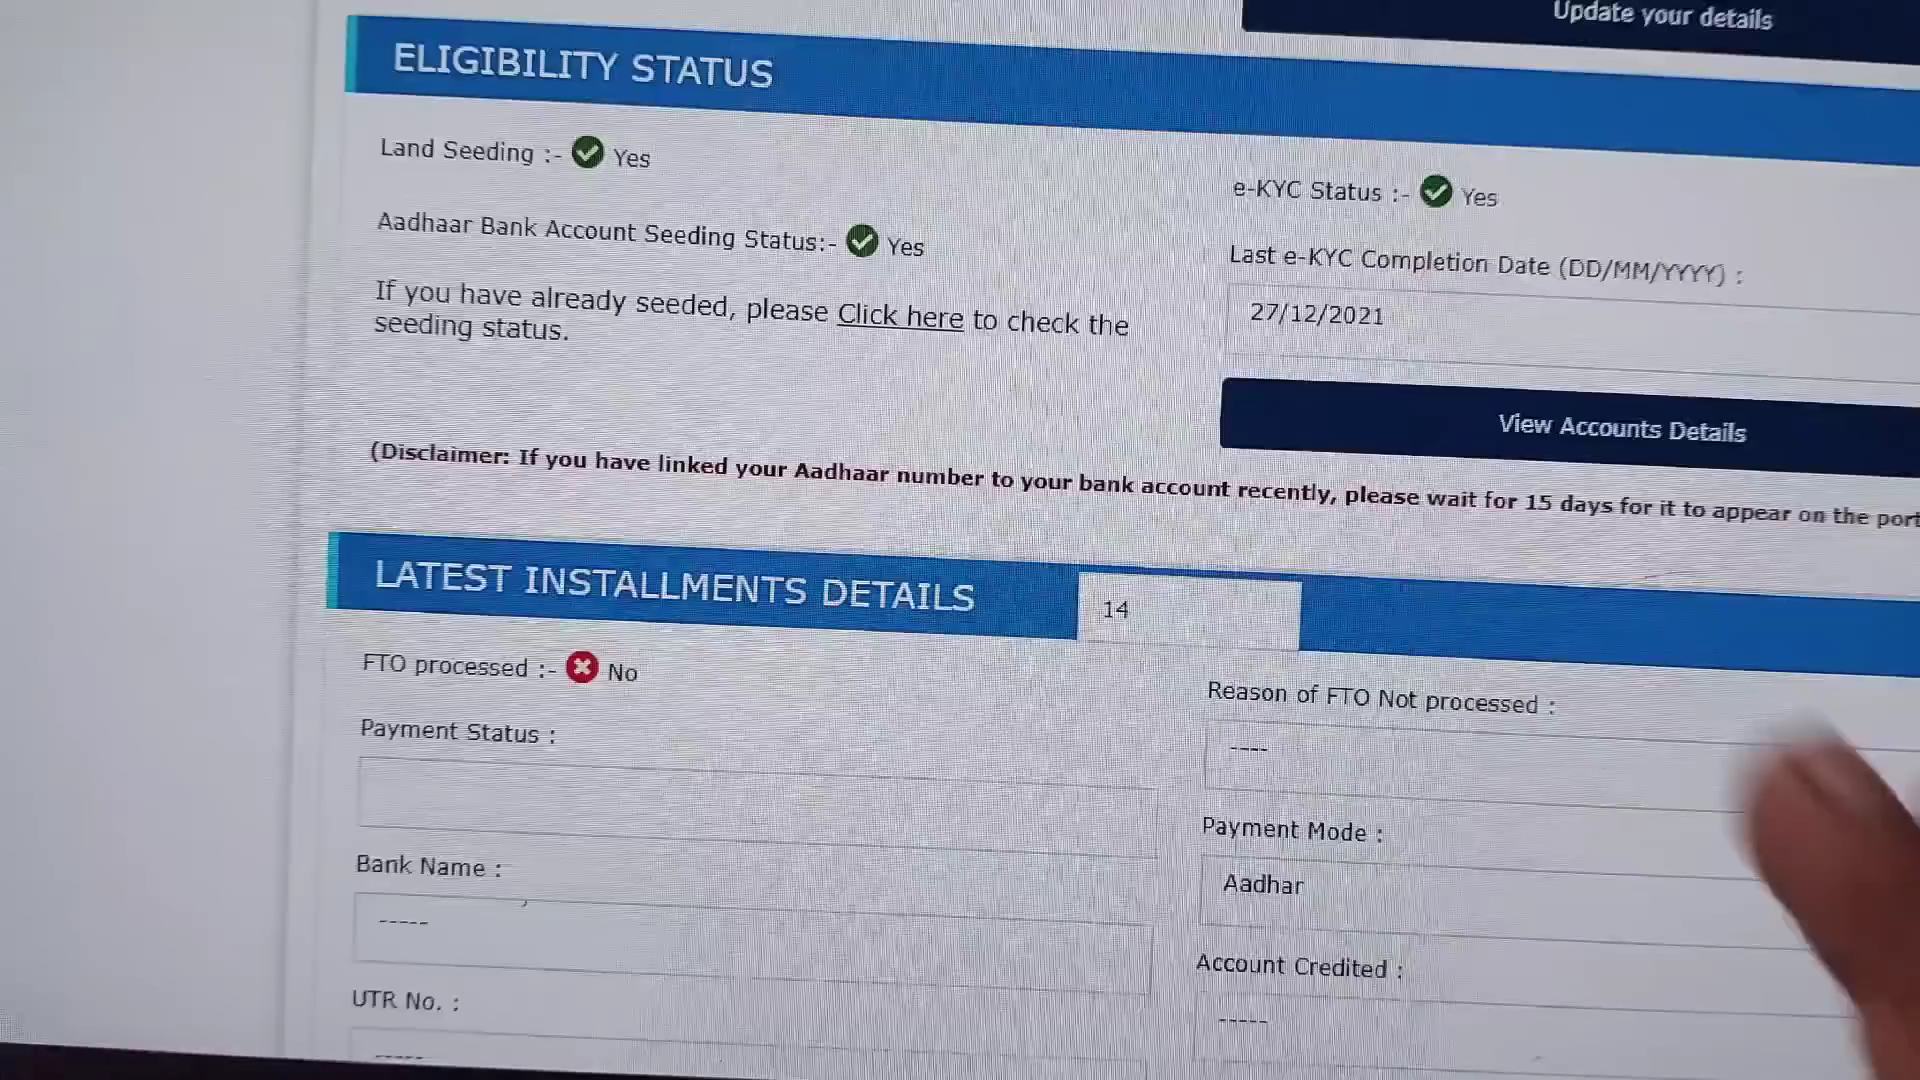 Update your details
ELIGIBILITY STATUS
Land Seeding :- Yes
e-KYC Status :- Yes
Aadhaar Bank Account Seeding Status:- Yes
Last e-KYC Completion Date (DD/MM/YYYY) :
27/12/2021
If you have already seeded, please Click here to check the
seeding status.
View Accounts Details
(Disclaimer: If you have linked your Aadhaar number to your bank account recently, please wait for 15 days for it to appear on the port
LATEST INSTALLMENTS DETAILS
14
FTO processed :- No
Reason of FTO Not processed :
----
Payment Status :
Payment Mode :
Aadhar
Bank Name :
-----
Account Credited :
-----
UTR No. :
-----